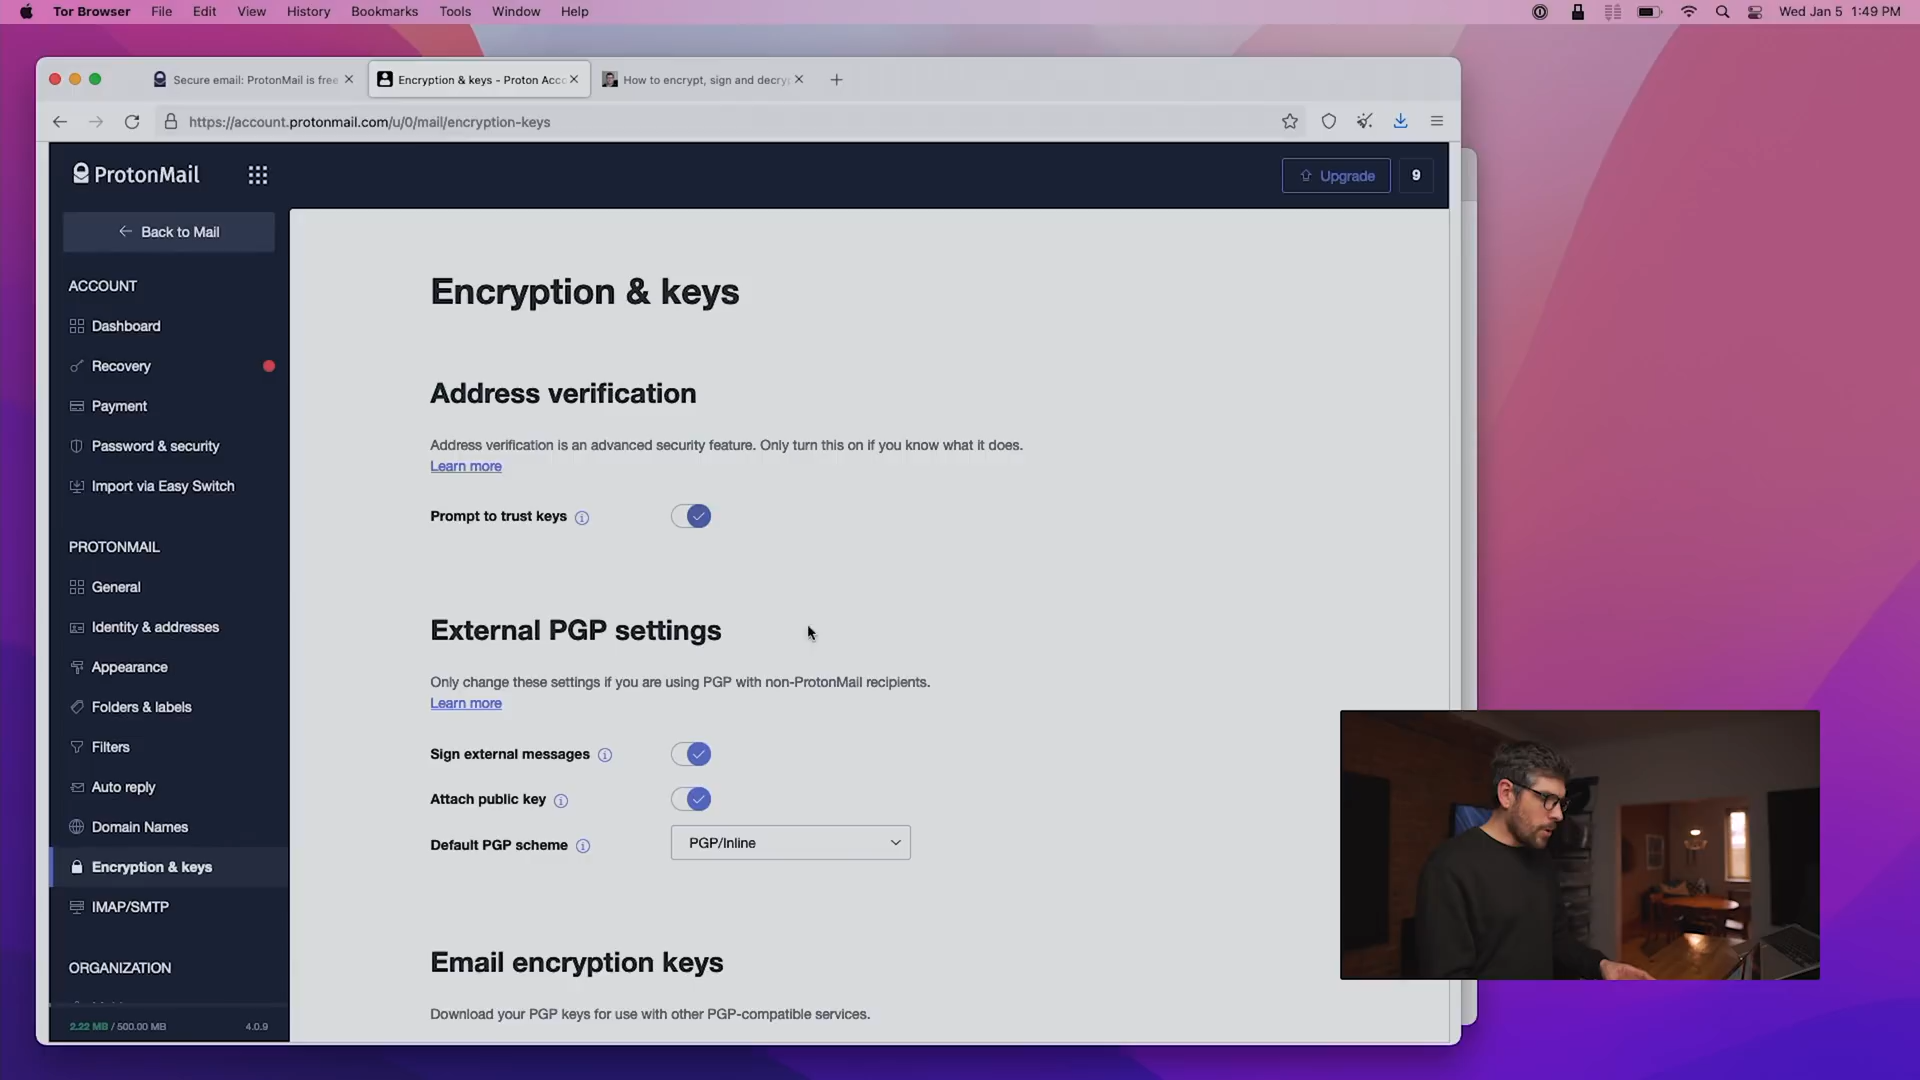 Tor Browser File Edit View History Bookmarks Tools Window Help Wed Jan 5 1:49 PM
Secure email: ProtonMail is free Encryption & keys - Proton Acc How to encrypt, sign and decry
https://account.protonmail.com/u/0/mail/encryption-keys
ProtonMail Upgrade 9
Back to Mail
ACCOUNT
Dashboard
Recovery
Payment
Password & security
Import via Easy Switch
PROTONMAIL
General
Identity & addresses
Appearance
Folders & labels
Filters
Auto reply
Domain Names
Encryption & keys
IMAP/SMTP
ORGANIZATION
2.22 MB / 500.00 MB 4.0.9
Encryption & keys
Address verification
Address verification is an advanced security feature. Only turn this on if you know what it does.
Learn more
Prompt to trust keys
External PGP settings
Only change these settings if you are using PGP with non-ProtonMail recipients.
Learn more
Sign external messages
Attach public key
Default PGP scheme PGP/Inline
Email encryption keys
Download your PGP keys for use with other PGP-compatible services.